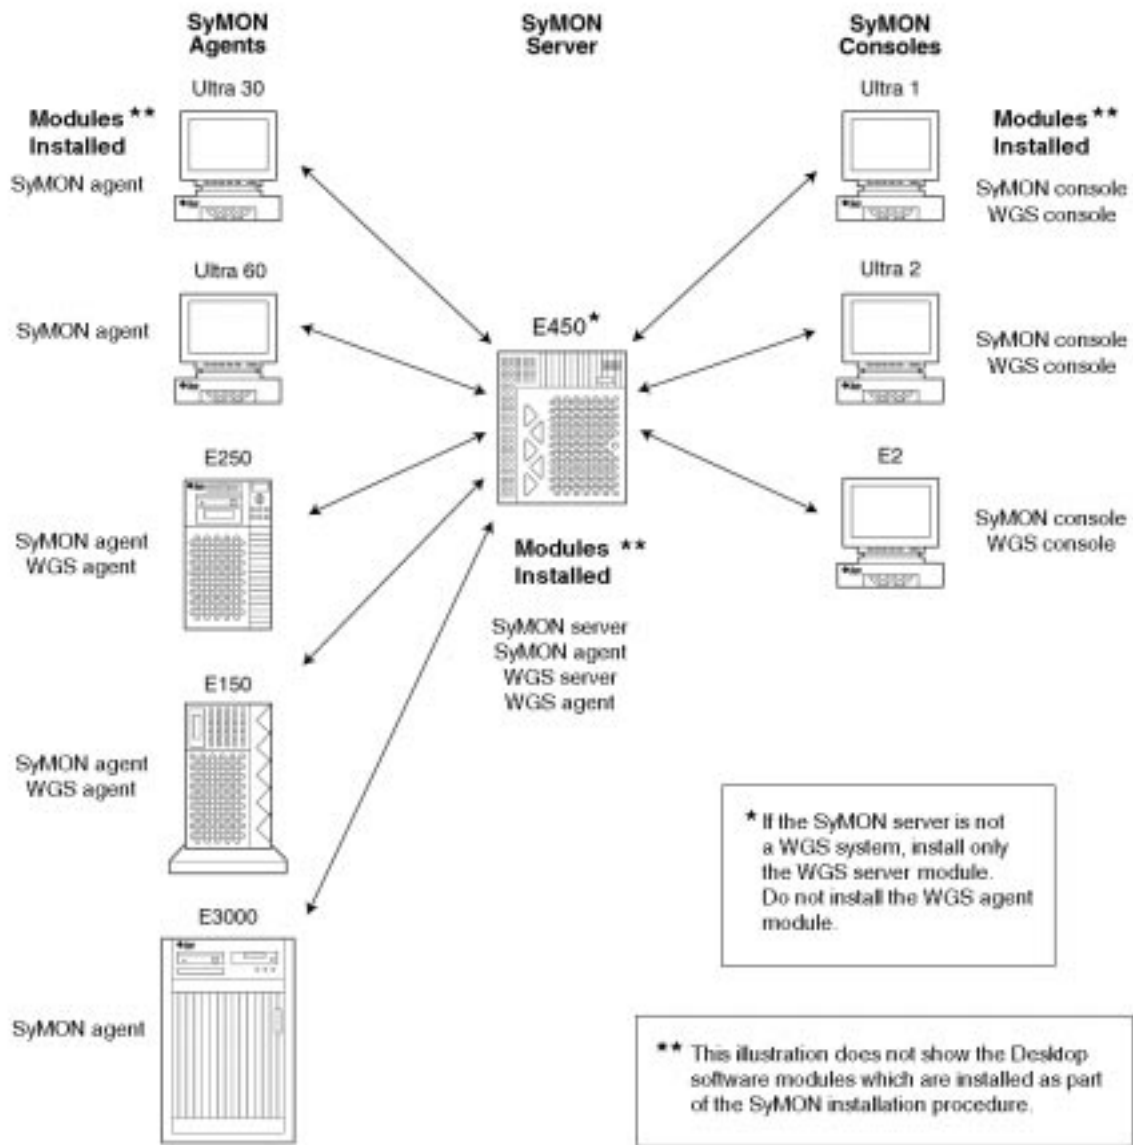 SyMON
Agents
SyMON
Server
SyMON
Consoles
Ultra 30
Modules **
Installed
SyMON agent
Ultra 60
SyMON agent
E250
SyMON agent
WGS agent
E150
SyMON agent
WGS agent
E3000
SyMON agent
E450*
Modules **
Installed
SyMON server
SyMON agent
WGS server
WGS agent
Ultra 1
Modules **
Installed
SyMON console
WGS console
Ultra 2
SyMON console
WGS console
E2
SyMON console
WGS console
* If the SyMON server is not
a WGS system, install only
the WGS server module.
Do not install the WGS agent
module.
** This illustration does not show the Desktop
software modules which are installed as part
of the SyMON installation procedure.